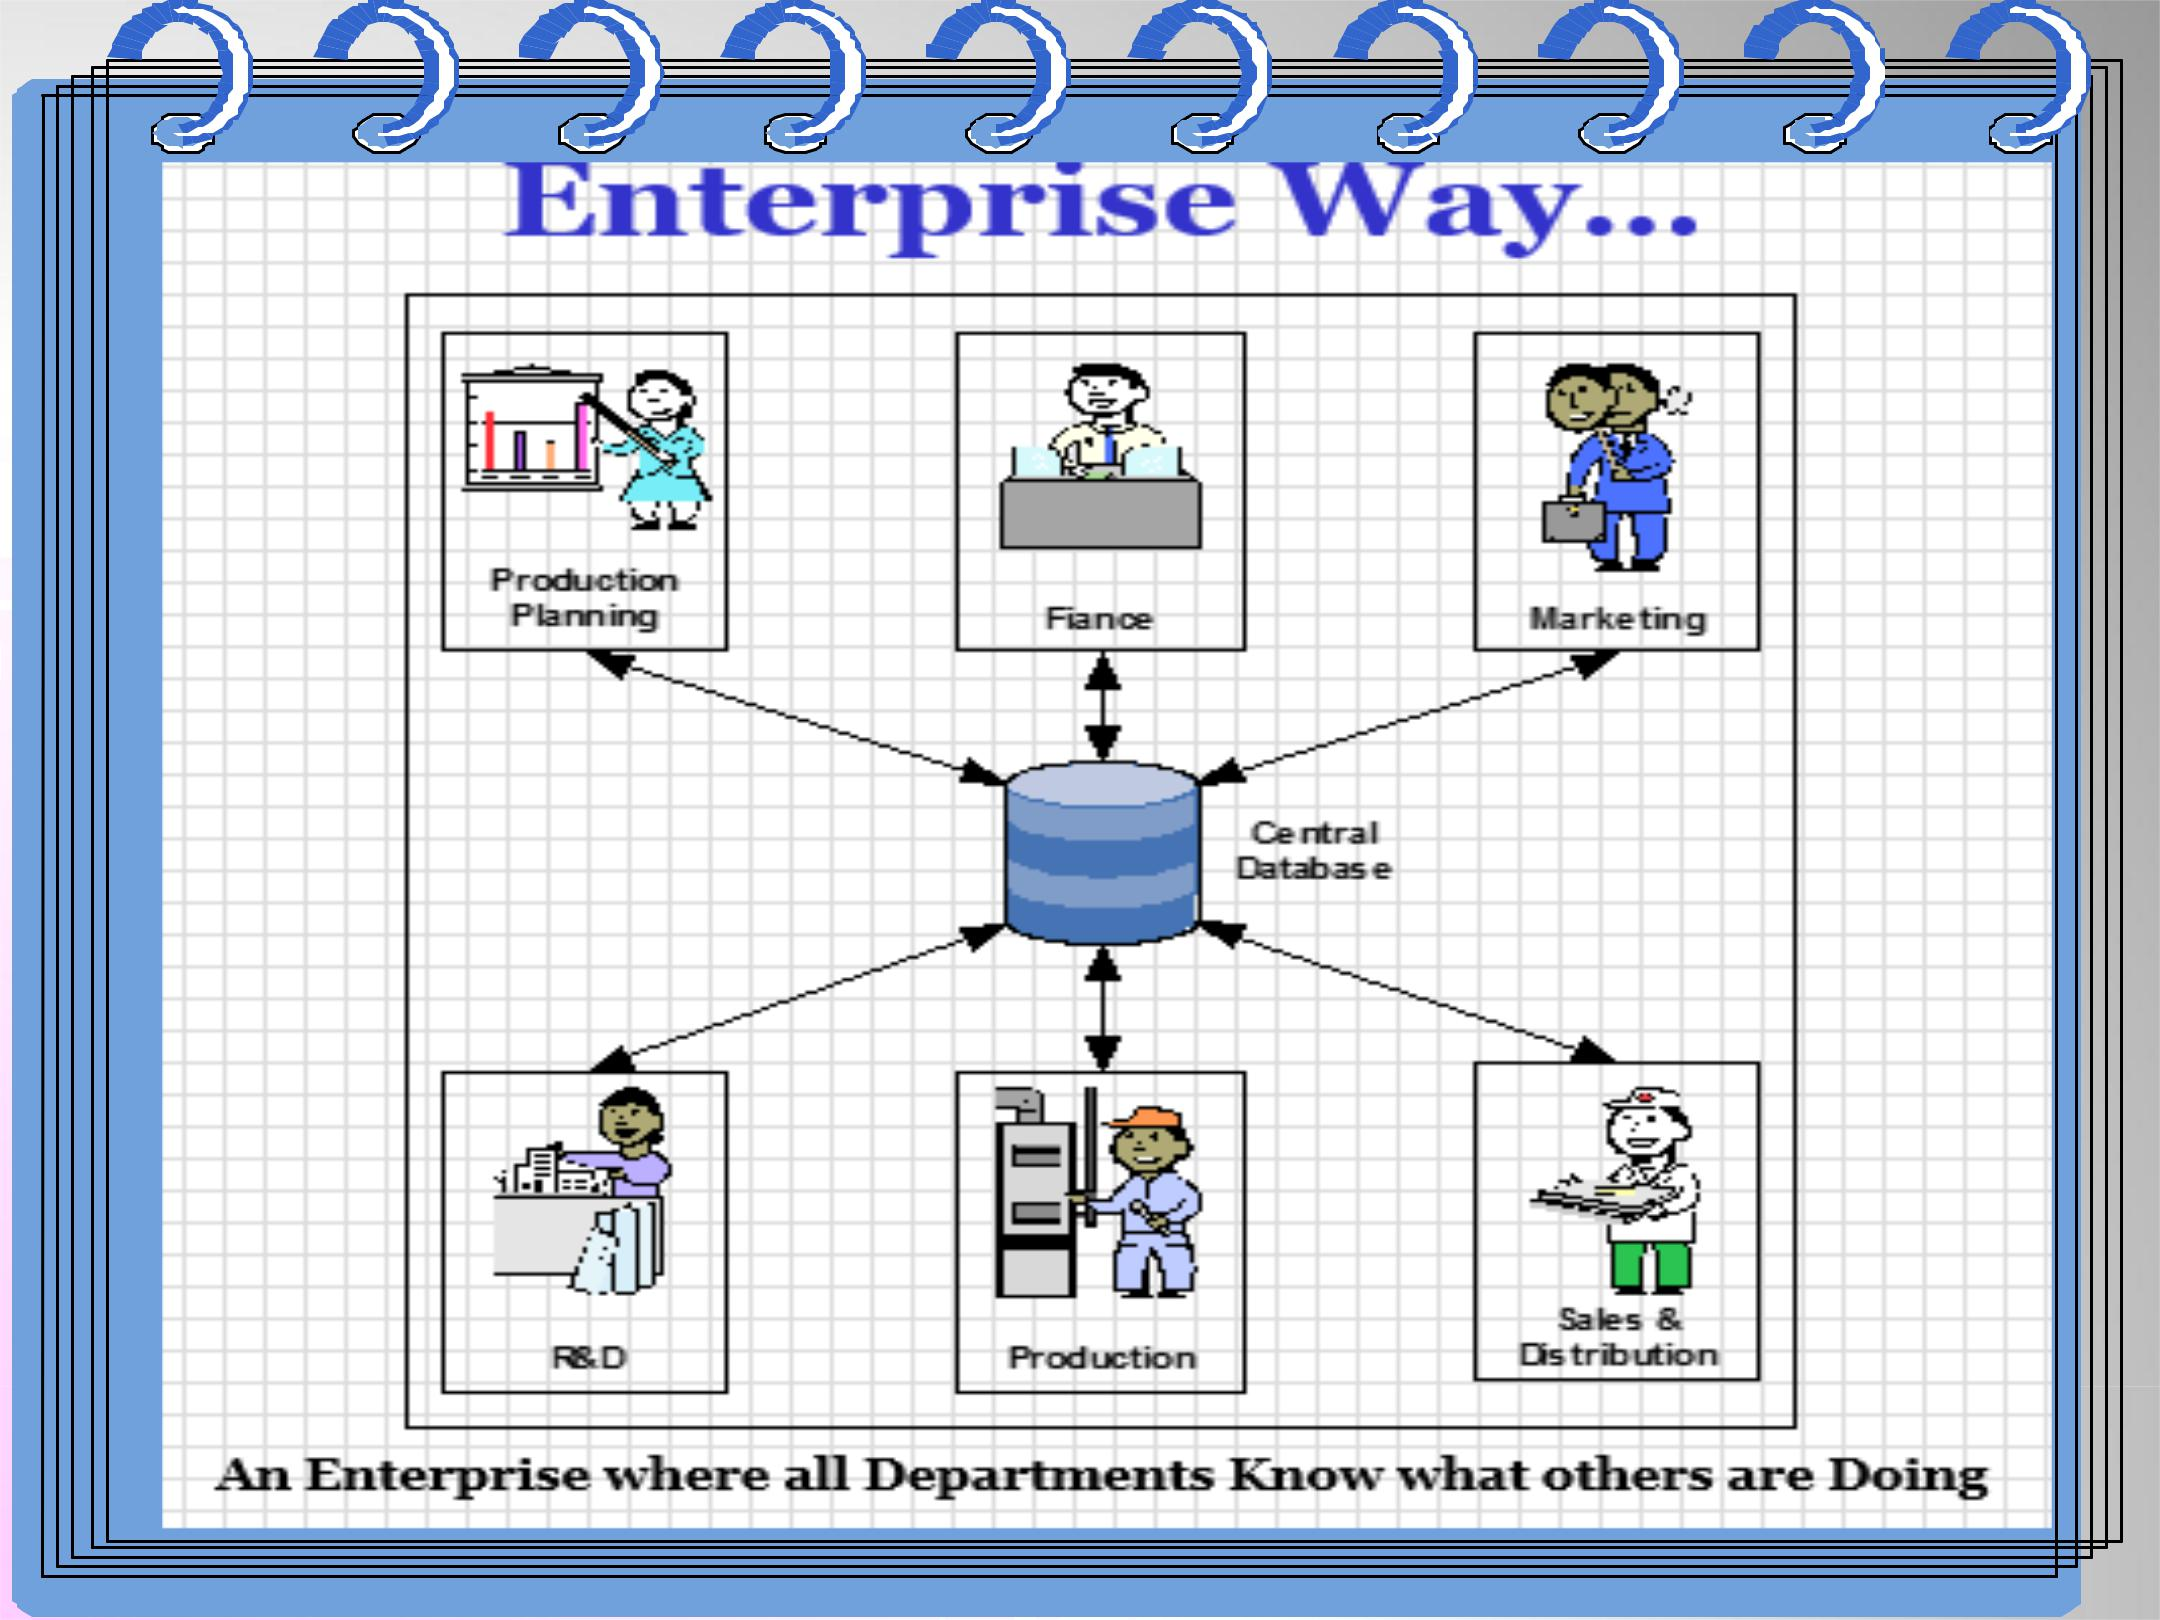 Enterprise Way...
Production
Planning
Fiance
Marketing
Central
Database
R&D
Production
Sales &
Distribution
An Enterprise where all Departments Know what others are Doing